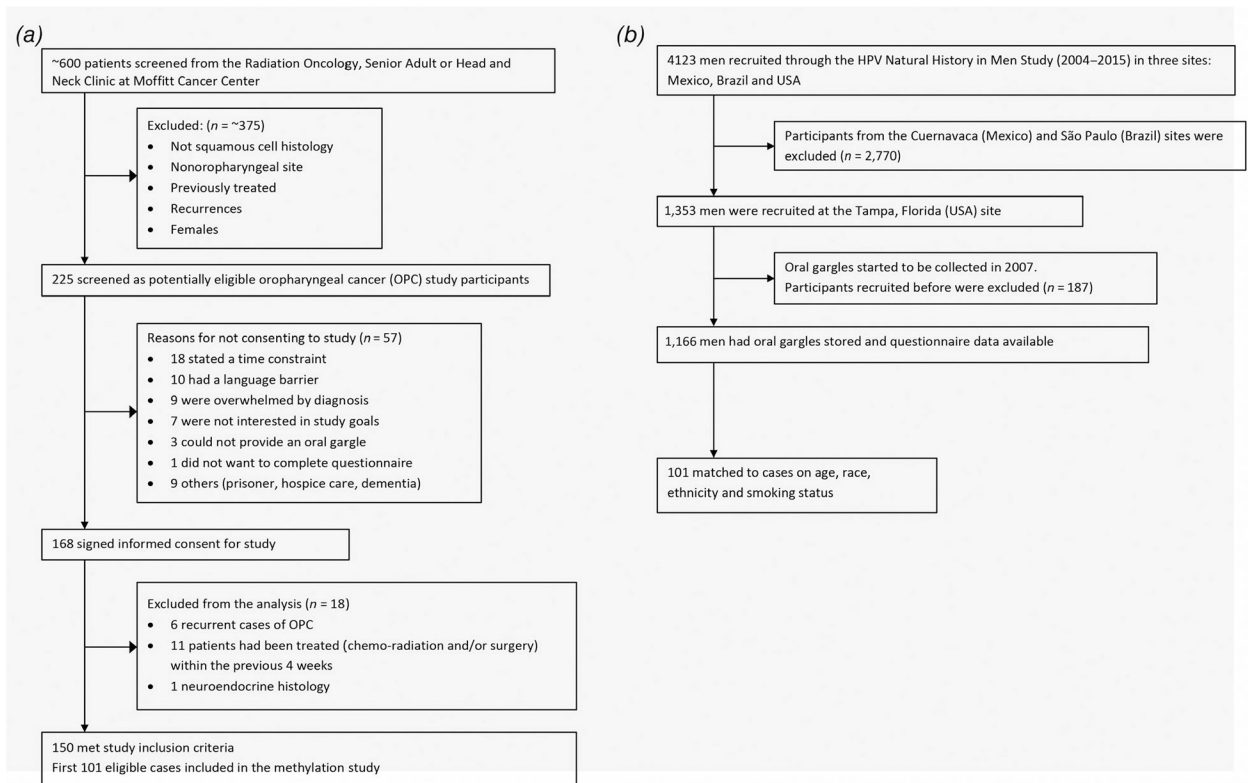 (a)
~600 patients screened from the Radiation Oncology, Senior Adult or Head and
Neck Clinic at Moffitt Cancer Center
Excluded: (n = ~375)
• Not squamous cell histology
• Nonoropharyngeal site
• Previously treated
• Recurrences
• Females
225 screened as potentially eligible oropharyngeal cancer (OPC) study participants
Reasons for not consenting to study (n = 57)
• 18 stated a time constraint
• 10 had a language barrier
• 9 were overwhelmed by diagnosis
• 7 were not interested in study goals
• 3 could not provide an oral gargle
• 1 did not want to complete questionnaire
• 9 others (prisoner, hospice care, dementia)
168 signed informed consent for study
Excluded from the analysis (n = 18)
• 6 recurrent cases of OPC
• 11 patients had been treated (chemo-radiation and/or surgery)
within the previous 4 weeks
• 1 neuroendocrine histology
150 met study inclusion criteria
First 101 eligible cases included in the methylation study
(b)
4123 men recruited through the HPV Natural History in Men Study (2004–2015) in three sites:
Mexico, Brazil and USA
Participants from the Cuernavaca (Mexico) and São Paulo (Brazil) sites were
excluded (n = 2,770)
1,353 men were recruited at the Tampa, Florida (USA) site
Oral gargles started to be collected in 2007.
Participants recruited before were excluded (n = 187)
1,166 men had oral gargles stored and questionnaire data available
101 matched to cases on age, race,
ethnicity and smoking status